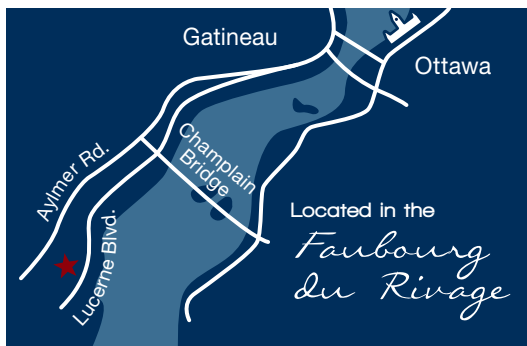 Gatineau
Ottawa
Champlain
Bridge
Aylmer Rd.
Lucerne Blvd.
Located in the
Faubourg
du Rivage